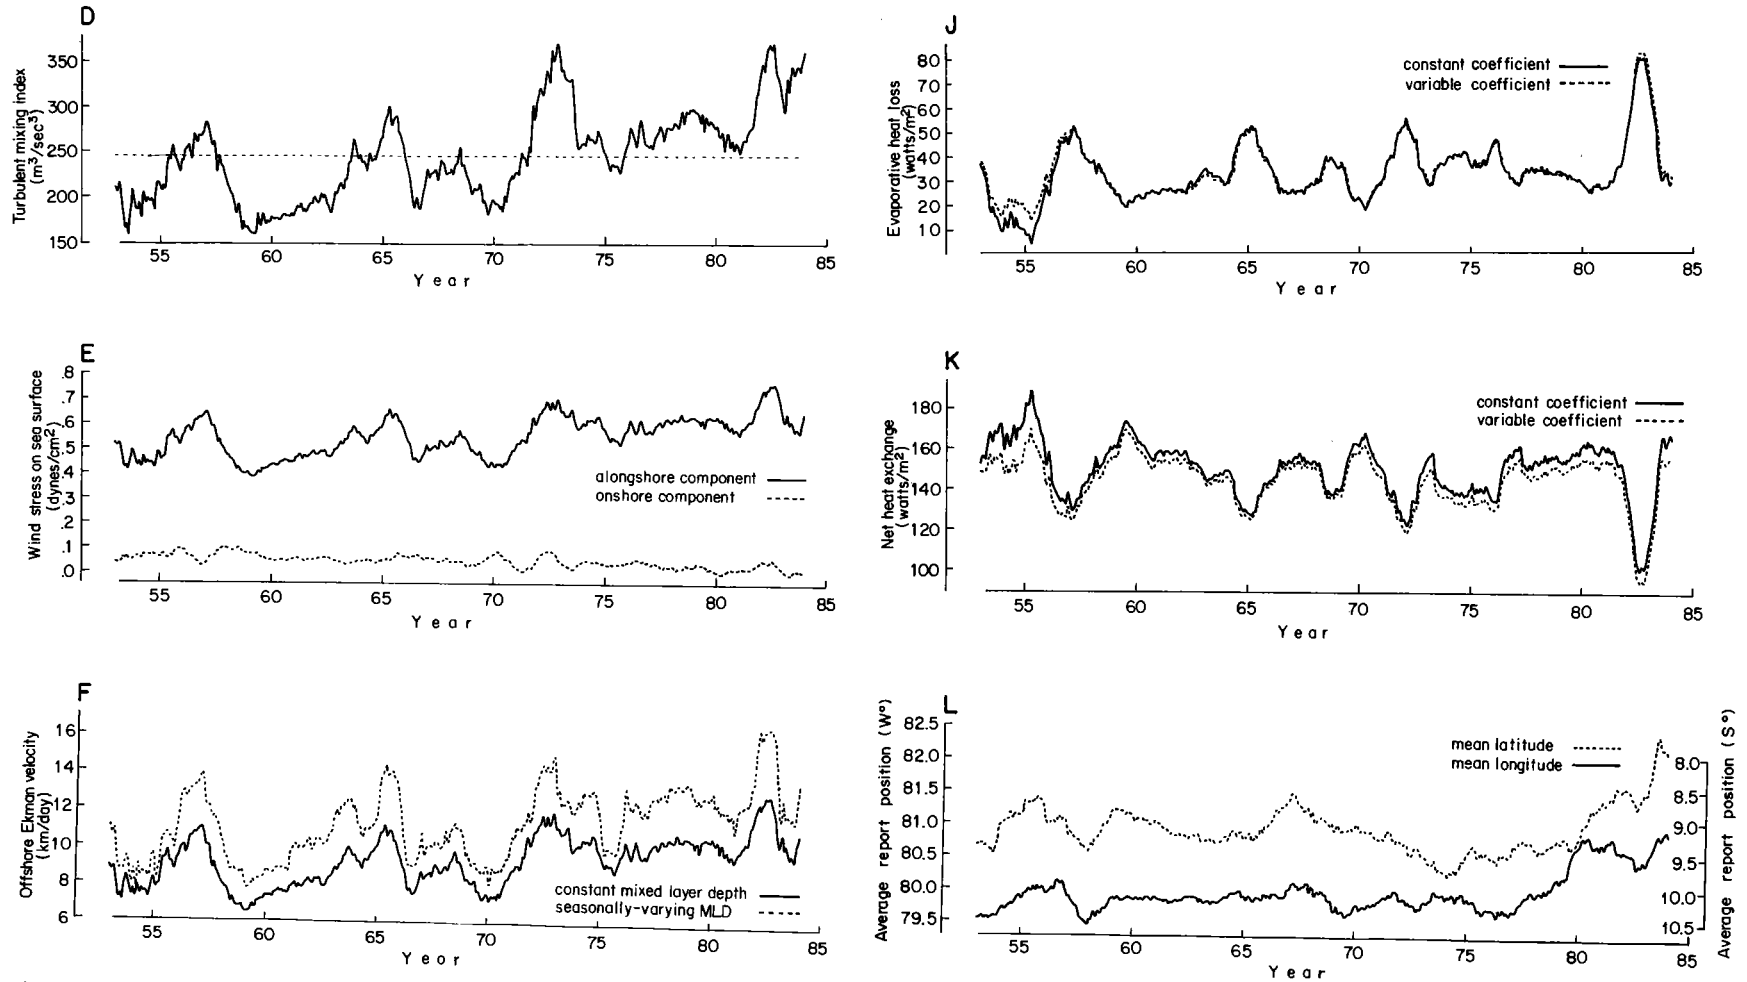 D
Turbulent mixing index
(m³/sec³)
350
300
250
200
150
55 60 65 70 75 80 85
Year
E
Wind stress on sea surface
(dynes/cm²)
.8
.7
.6
.5
.4
.3
.2
.1
.0
alongshore component
onshore component
55 60 65 70 75 80 85
Year
F
Offshore Ekman velocity
(km/day)
16
14
12
10
8
6
constant mixed layer depth
seasonally-varying MLD
55 60 65 70 75 80 85
Year
J
Evaporative heat loss
(watts/m²)
80
70
60
50
40
30
20
10
constant coefficient
variable coefficient
55 60 65 70 75 80 85
Year
K
Net heat exchange
(watts/m²)
180
160
140
120
100
constant coefficient
variable coefficient
55 60 65 70 75 80 85
Year
L
Average report position (W°)
82.5
82.0
81.5
81.0
80.5
80.0
79.5
mean latitude
mean longitude
8.0
8.5
9.0
9.5
10.0
10.5
Average report position (S°)
55 60 65 70 75 80 85
Year